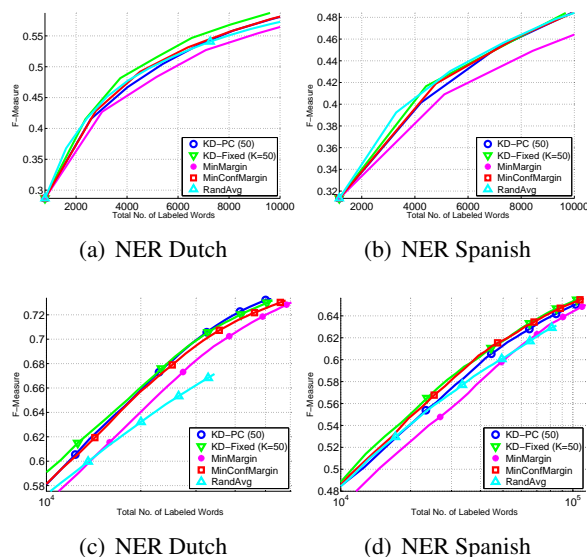 F-Measure
0.55
0.5
0.45
0.4
0.35
0.3
2000 4000 6000 8000 10000
Total No. of Labeled Words
KD-PC (50)
KD-Fixed (K=50)
MinMargin
MinConfMargin
RandAvg
(a) NER Dutch
F-Measure
0.48
0.46
0.44
0.42
0.4
0.38
0.36
0.34
0.32
2000 4000 6000 8000 10000
Total No. of Labeled Words
KD-PC (50)
KD-Fixed (K=50)
MinMargin
MinConfMargin
RandAvg
(b) NER Spanish
F-Measure
0.72
0.7
0.68
0.66
0.64
0.62
0.6
0.58
10^4
Total No. of Labeled Words
KD-PC (50)
KD-Fixed (K=50)
MinMargin
MinConfMargin
RandAvg
(c) NER Dutch
F-Measure
0.64
0.62
0.6
0.58
0.56
0.54
0.52
0.5
0.48
10^4 10^5
Total No. of Labeled Words
KD-PC (50)
KD-Fixed (K=50)
MinMargin
MinConfMargin
RandAvg
(d) NER Spanish